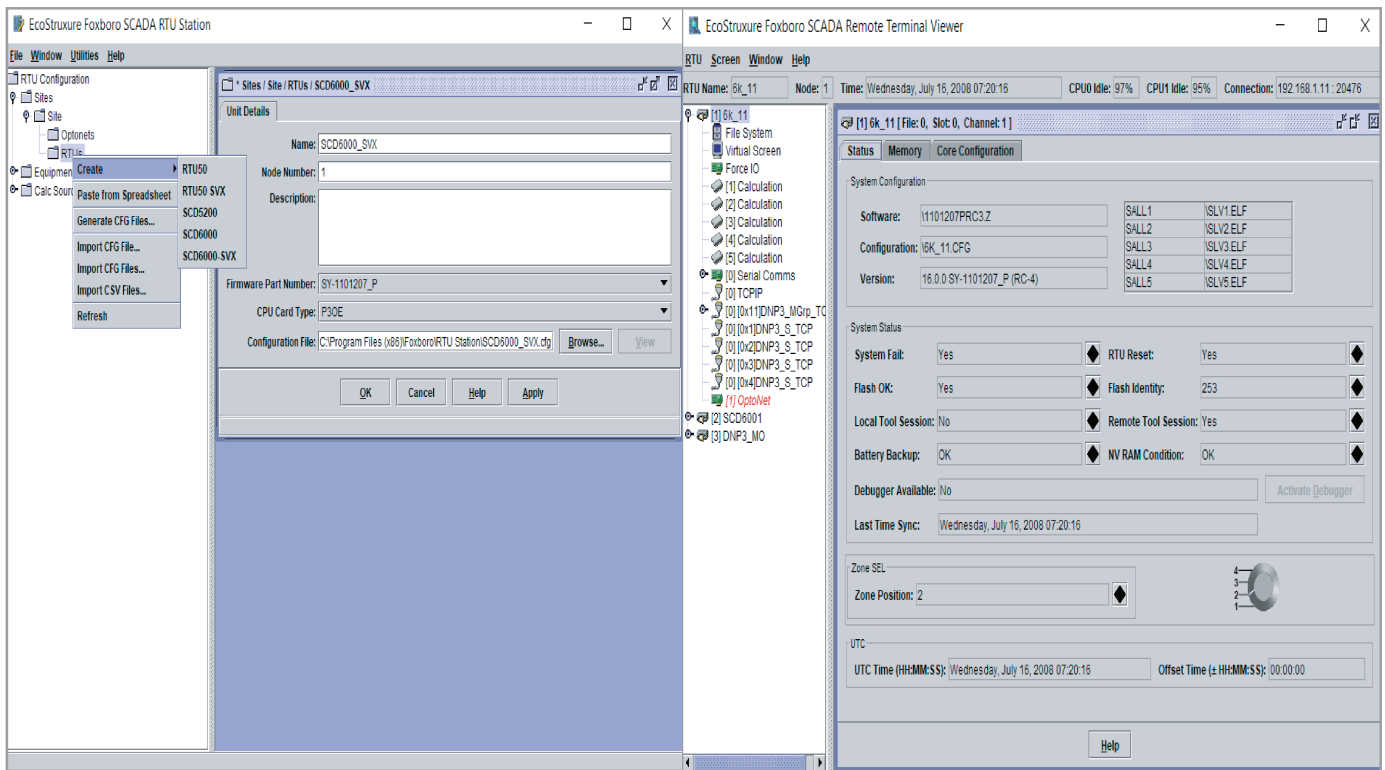 EcoStruxure Foxboro SCADA RTU Station
File Window Utilities Help
RTU Configuration
Sites
Site
Optonets
RTUs
Equipmen
Calc Sourc
Create
Paste from Spreadsheet
Generate CFG Files...
Import CFG File...
Import CFG Files...
Import CSV Files...
Refresh
RTU50
RTU50 SVX
SCD5200
SCD6000
SCD6000-SVX
* Sites / Site / RTUs / SCD6000_SVX
Unit Details
Name: SCD6000_SVX
Node Number: 1
Description:
Firmware Part Number: SY-1101207_P
CPU Card Type: P3OE
Configuration File: C:\Program Files (x86)\Foxboro\RTU Station\SCD6000_SVX.cfg Browse... View
OK Cancel Help Apply
EcoStruxure Foxboro SCADA Remote Terminal Viewer
RTU Screen Window Help
RTU Name: 6k_11 Node: 1 Time: Wednesday, July 16, 2008 07:20:16 CPU0 Idle: 97% CPU1 Idle: 95% Connection: 192.168.1.11 : 20476
[1] 6k_11
File System
Virtual Screen
Force IO
[1] Calculation
[2] Calculation
[3] Calculation
[4] Calculation
[5] Calculation
[0] Serial Comms
[0] TCPIP
[0] [0x11]DNP3_MGrp_TC
[0] [0x1]DNP3_S_TCP
[0] [0x2]DNP3_S_TCP
[0] [0x3]DNP3_S_TCP
[0] [0x4]DNP3_S_TCP
[1] OptoNet
[2] SCD6001
[3] DNP3_MO
[1] 6k_11 [ File: 0, Slot: 0, Channel: 1 ]
Status Memory Core Configuration
System Configuration
Software: \1101207PRC3.Z
Configuration: \6K_11.CFG
Version: 16.0.0 SY-1101207_P (RC-4)
SALL1 \SLV1.ELF
SALL2 \SLV2.ELF
SALL3 \SLV3.ELF
SALL4 \SLV4.ELF
SALL5 \SLV5.ELF
System Status
System Fail: Yes RTU Reset: Yes
Flash OK: Yes Flash Identity: 253
Local Tool Session: No Remote Tool Session: Yes
Battery Backup: OK NV RAM Condition: OK
Debugger Available: No Activate Debugger
Last Time Sync: Wednesday, July 16, 2008 07:20:16
Zone SEL
Zone Position: 2
4
3
2
1
UTC
UTC Time (HH:MM:SS): Wednesday, July 16, 2008 07:20:16 Offset Time (± HH:MM:SS): 00:00:00
Help